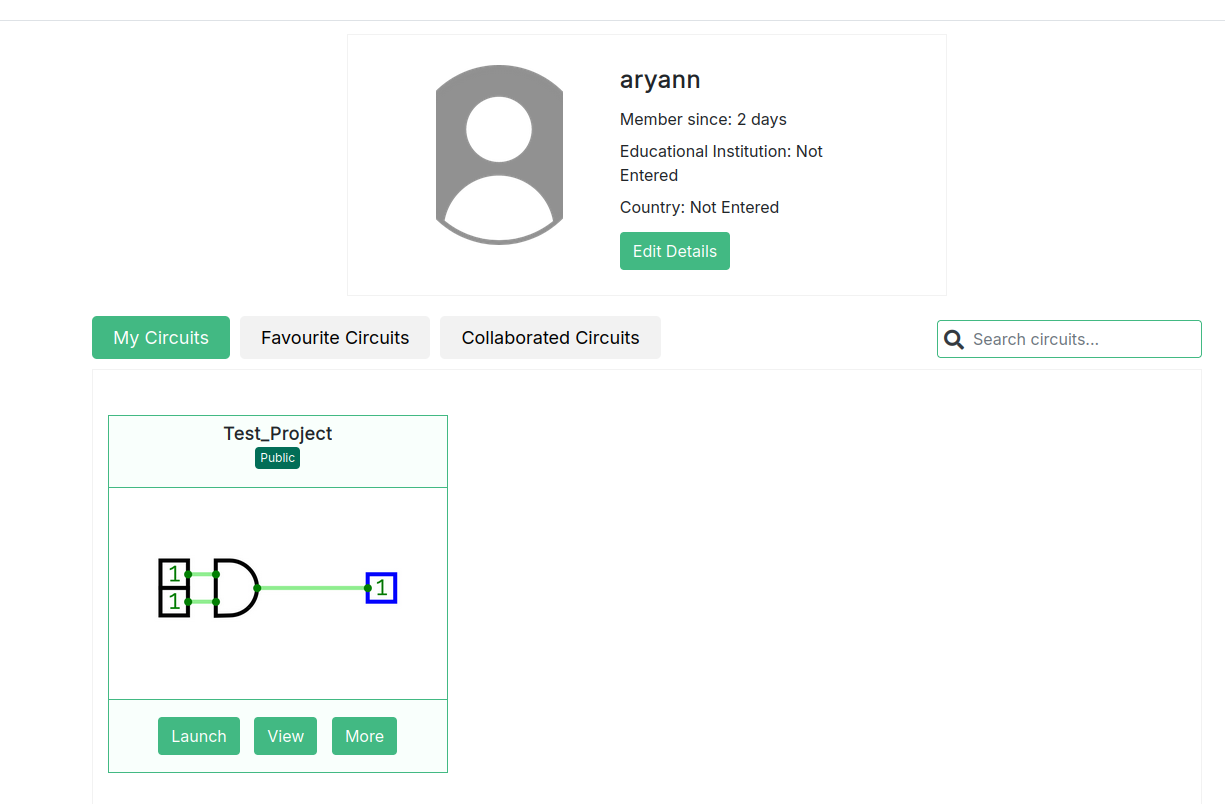 aryann
Member since: 2 days
Educational Institution: Not
Entered
Country: Not Entered
Edit Details
My Circuits
Favourite Circuits
Collaborated Circuits
Search circuits...
Test_Project
Public
1
1
1
Launch
View
More